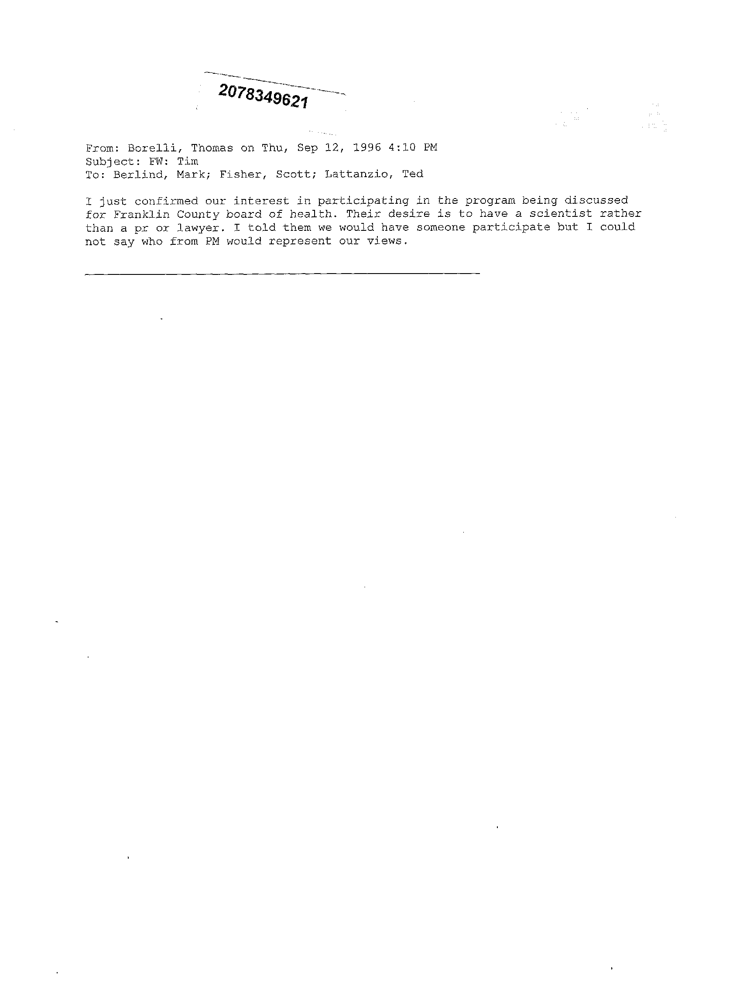 2078349621
From: Borelli, Thomas on Thu, Sep 12, 1996 4:10 PM
Subject: FW: Tim
To: Berlind, Mark; Fisher, Scott; Lattanzio, Ted
I just confirmed our interest in participating in the program being discussed
for Franklin County board of health. Their desire is to have a scientist rather
than a pr or lawyer. I told them we would have someone participate but I could
not say who from PM would represent our views.